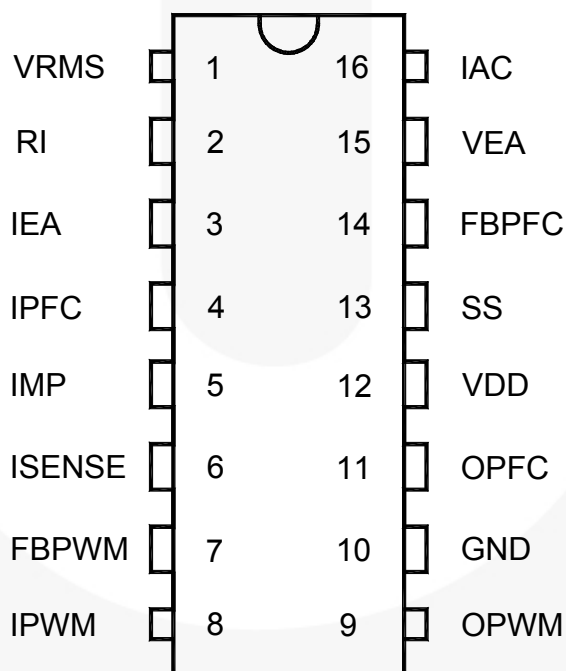 VRMS 1 16 IAC
RI 2 15 VEA
IEA 3 14 FBPFC
IPFC 4 13 SS
IMP 5 12 VDD
ISENSE 6 11 OPFC
FBPWM 7 10 GND
IPWM 8 9 OPWM